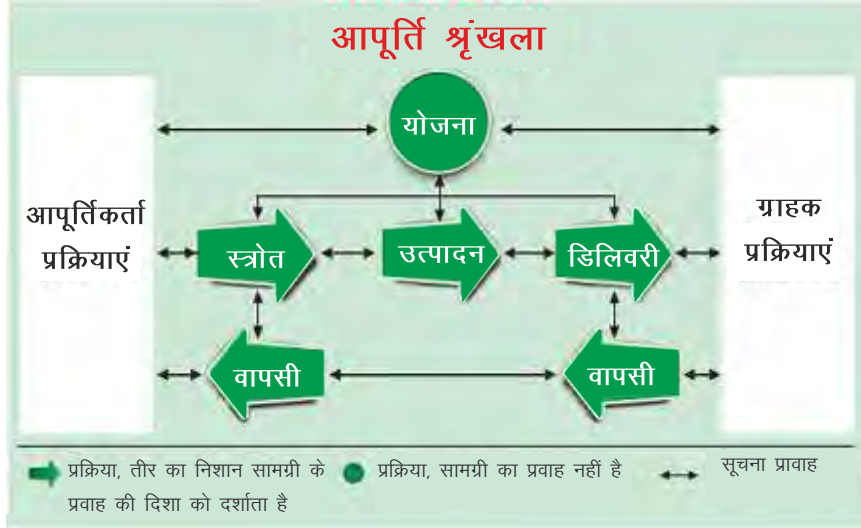 आपूर्ति श्रृंखला
योजना
आपूर्तिकर्ता
प्रक्रियाएं
स्त्रोत
उत्पादन
डिलिवरी
ग्राहक
प्रक्रियाएं
वापसी
वापसी
प्रक्रिया, तीर का निशान सामग्री के
प्रवाह की दिशा को दर्शाता है
प्रक्रिया, सामग्री का प्रवाह नहीं है
सूचना प्रावाह